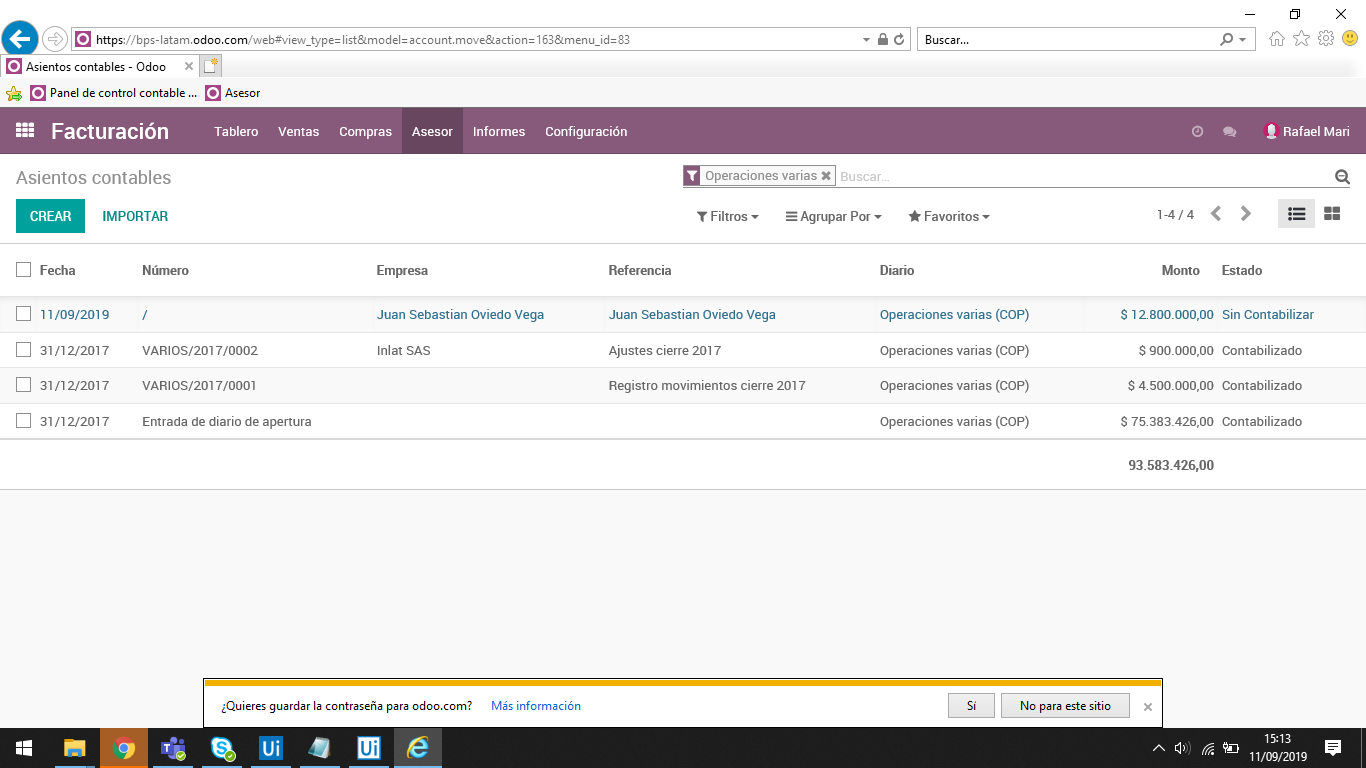 https://bps-latam.odoo.com/web#view_type=list&model=account.move&action=163&menu_id=83
Buscar...
Asientos contables - Odoo
Panel de control contable ... Asesor
Facturación Tablero Ventas Compras Asesor Informes Configuración Rafael Mari
Asientos contables
Operaciones varias Buscar...
CREAR IMPORTAR
Filtros Agrupar Por Favoritos 1-4 / 4
Fecha Número Empresa Referencia Diario Monto Estado
11/09/2019 / Juan Sebastian Oviedo Vega Juan Sebastian Oviedo Vega Operaciones varias (COP) $ 12.800.000,00 Sin Contabilizar
31/12/2017 VARIOS/2017/0002 Inlat SAS Ajustes cierre 2017 Operaciones varias (COP) $ 900.000,00 Contabilizado
31/12/2017 VARIOS/2017/0001 Registro movimientos cierre 2017 Operaciones varias (COP) $ 4.500.000,00 Contabilizado
31/12/2017 Entrada de diario de apertura Operaciones varias (COP) $ 75.383.426,00 Contabilizado
93.583.426,00
¿Quieres guardar la contraseña para odoo.com? Más información Sí No para este sitio
Ui Ui
15:13
11/09/2019